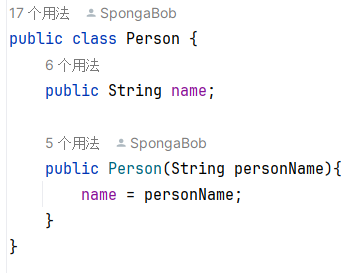 17 个用法 SpongaBob
public class Person {
6 个用法
public String name;
5 个用法 SpongaBob
public Person(String personName){
name = personName;
}
}